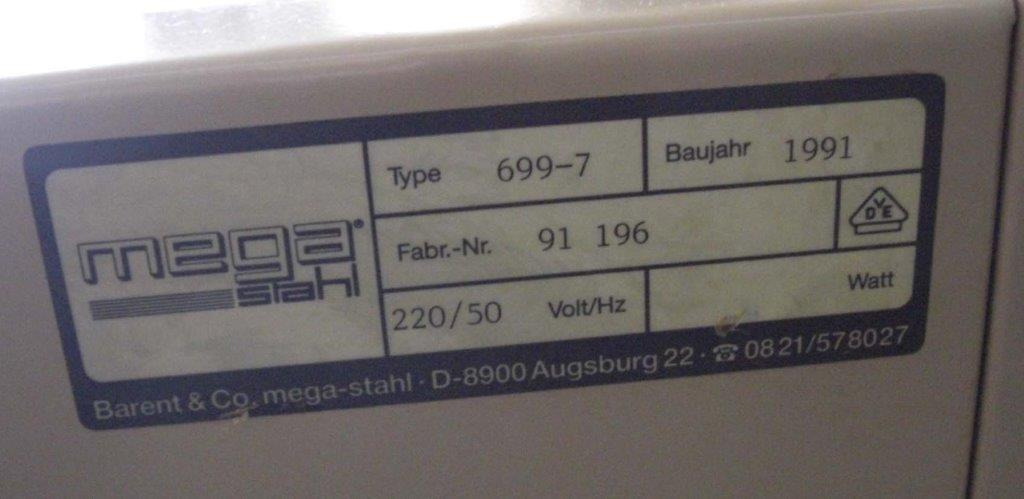 mega®
stahl
Type 699-7
Baujahr 1991
Fabr.-Nr. 91 196
VDE
220/50 Volt/Hz
Watt
Barent & Co. mega-stahl · D-8900 Augsburg 22 · ☎ 0821/578027